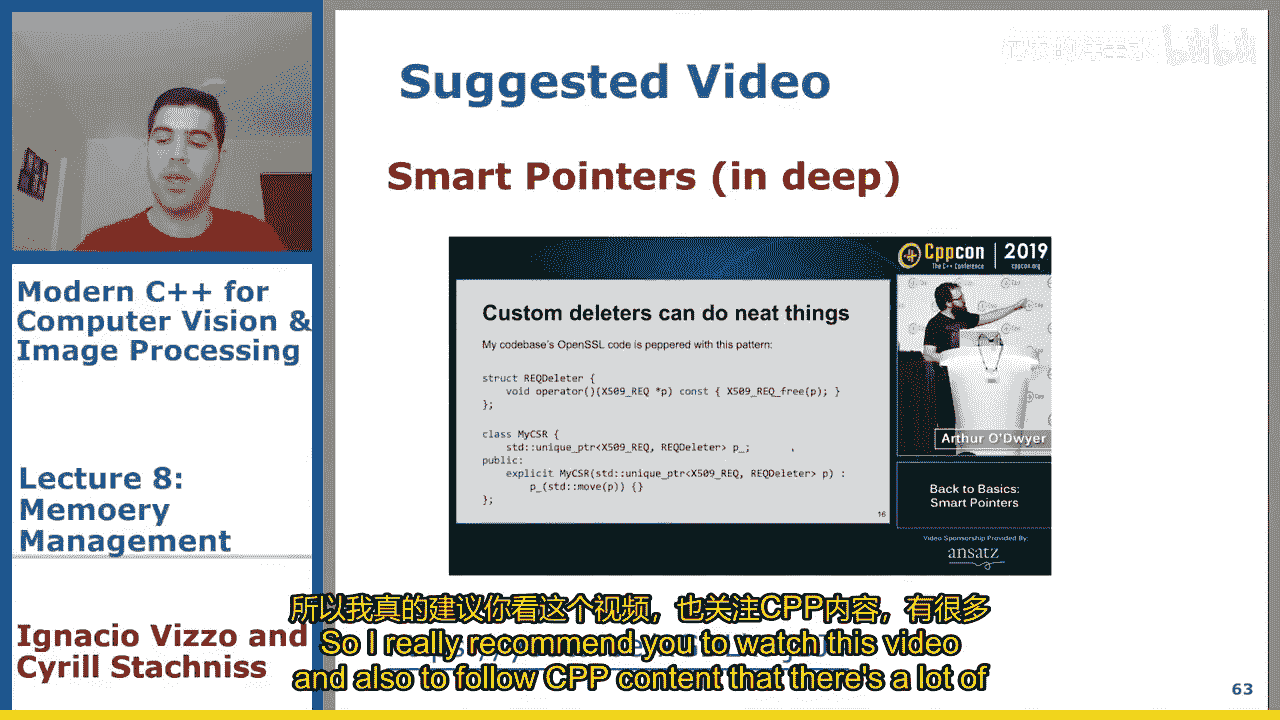 Suggested Video
Smart Pointers (in deep)
Cppcon 2019
The C++ Conference cppcon.org
Custom deleters can do neat things
My codebase's OpenSSL code is peppered with this pattern:
struct REQDeleter {
void operator()(X509_REQ *p) const { X509_REQ_free(p); }
};
class MyCSR {
std::unique_ptr<X509_REQ, REQDeleter> p_;
public:
explicit MyCSR(std::unique_ptr<X509_REQ, REQDeleter> p) :
p_(std::move(p)) {}
};
16
Arthur O'Dwyer
Back to Basics:
Smart Pointers
Video Sponsorship Provided By:
ansatz
Modern C++ for
Computer Vision &
Image Processing
Lecture 8:
Memoery
Management
Ignacio Vizzo and
Cyrill Stachniss
所以我真的建议你看这个视频，也关注CPP内容，有很多
So I really recommend you to watch this video
and also to follow CPP content that there's a lot of
63